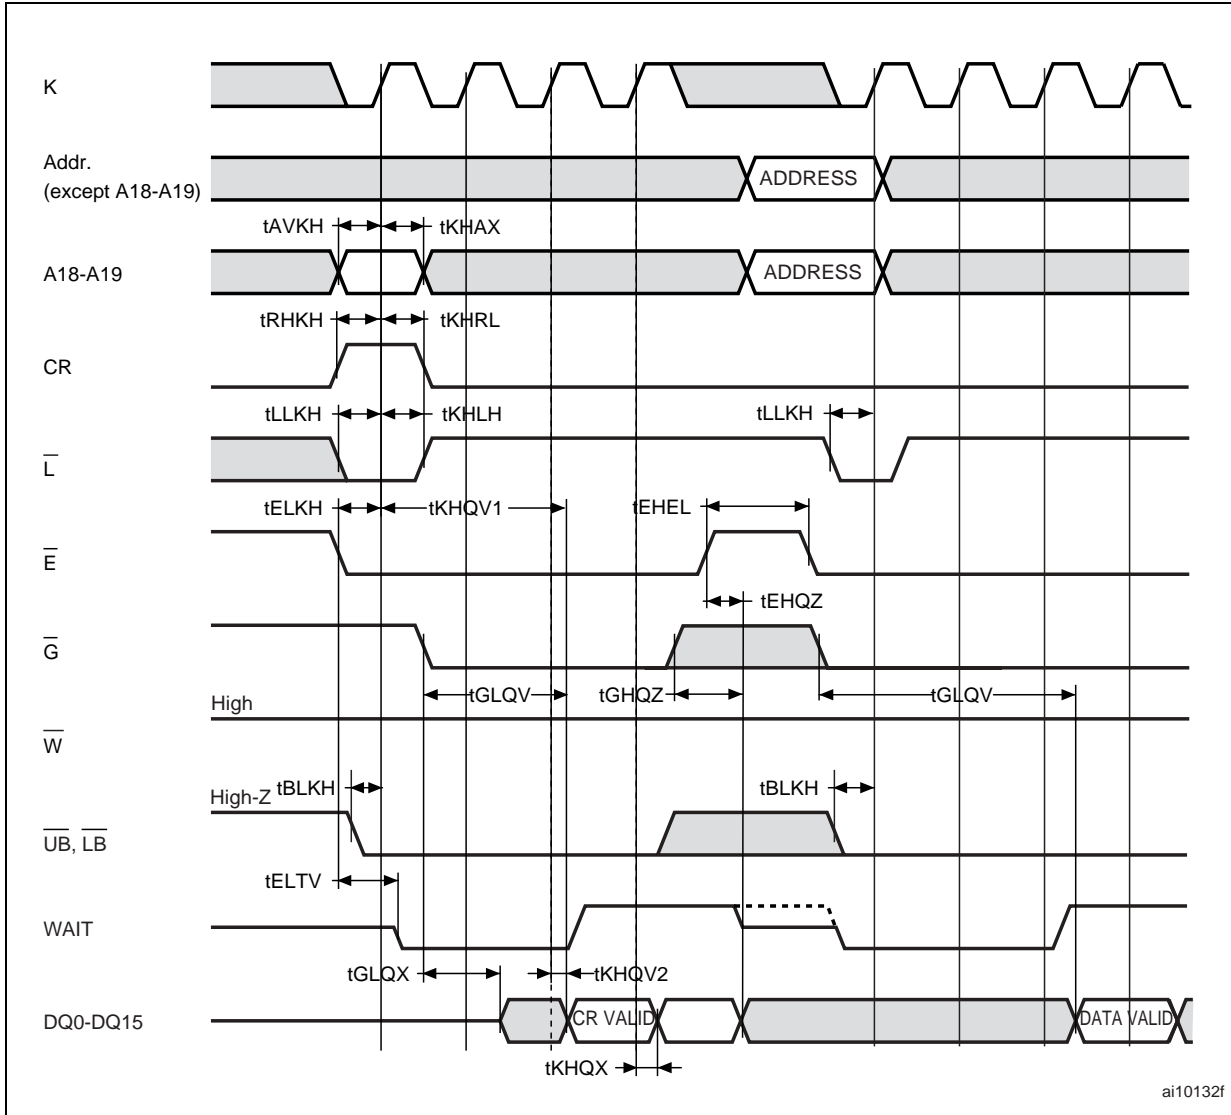 K
Addr.
(except A18-A19)
ADDRESS
tAVKH
tKHAX
A18-A19
ADDRESS
tRHKH
tKHRL
CR
tLLKH
tKHLH
tLLKH
L
tELKH
tKHQV1
tEHEL
E
tEHQZ
G
tGLQV
tGHQZ
tGLQV
High
W
tBLKH
tBLKH
High-Z
UB, LB
tELTV
WAIT
tGLQX
tKHQV2
DQ0-DQ15
CR VALID
DATA VALID
tKHQX
ai10132f